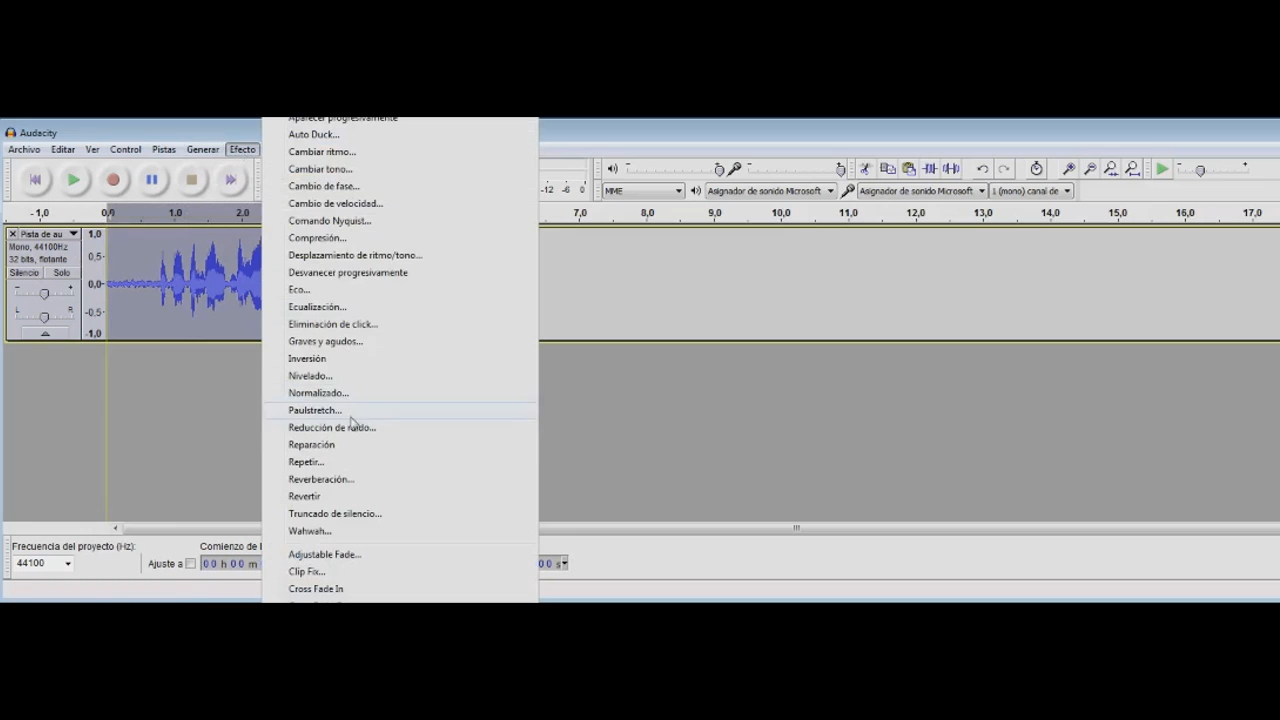 Audacity
Archivo Editar Ver Control Pistas Generar Efecto
-12 -6 0
MME
Asignador de sonido Microsoft
Asignador de sonido Microsoft
1 (mono) canal de
-1,0 0,0 1,0 2,0 7,0 8,0 9,0 10,0 11,0 12,0 13,0 14,0 15,0 16,0 17,0
Pista de au
Mono, 44100Hz
32 bits, flotante
Silencio Solo
- +
L R
1,0
0,5-
0,0-
-0,5-
-1,0
Aparecer progresivamente
Auto Duck...
Cambiar ritmo...
Cambiar tono...
Cambio de fase...
Cambio de velocidad...
Comando Nyquist...
Compresión...
Desplazamiento de ritmo/tono...
Desvanecer progresivamente
Eco...
Ecualización...
Eliminación de click...
Graves y agudos...
Inversión
Nivelado...
Normalizado...
Paulstretch...
Reducción de ruido...
Reparación
Repetir...
Reverberación...
Revertir
Truncado de silencio...
Wahwah...
Adjustable Fade...
Clip Fix...
Cross Fade In
Frecuencia del proyecto (Hz):
44100
Ajuste a
Comienzo de l
00 h 00 m
00 s